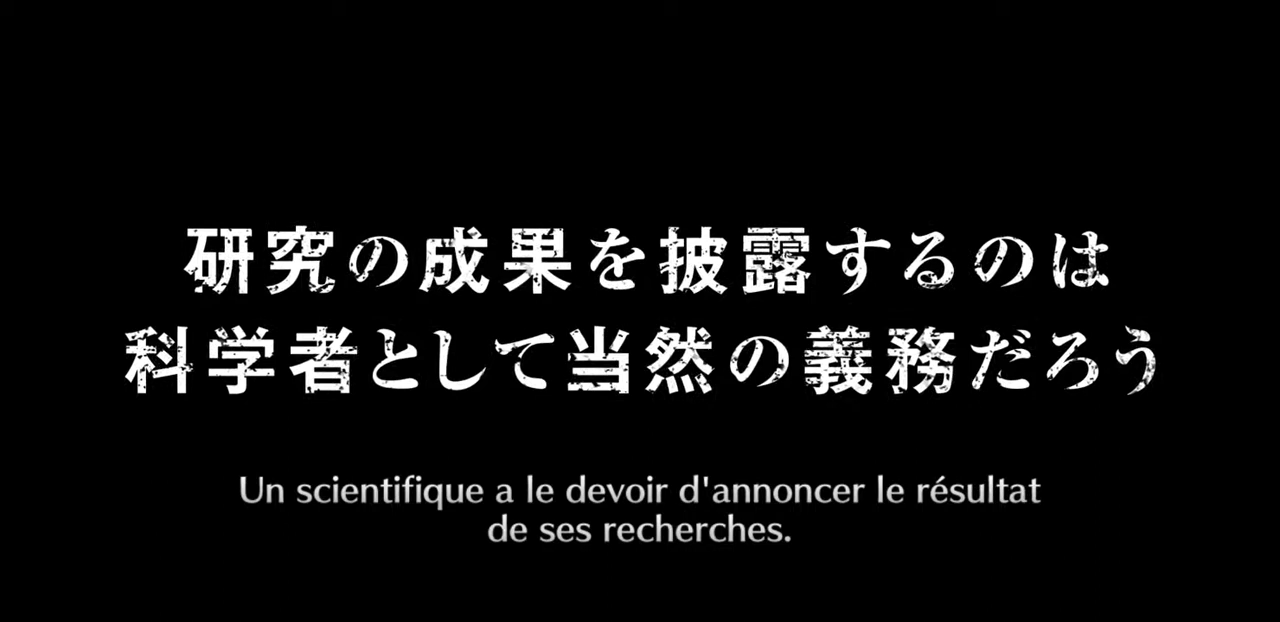 研究の成果を披露するのは
科学者として当然の義務だろう
Un scientifique a le devoir d'annoncer le résultat
de ses recherches.